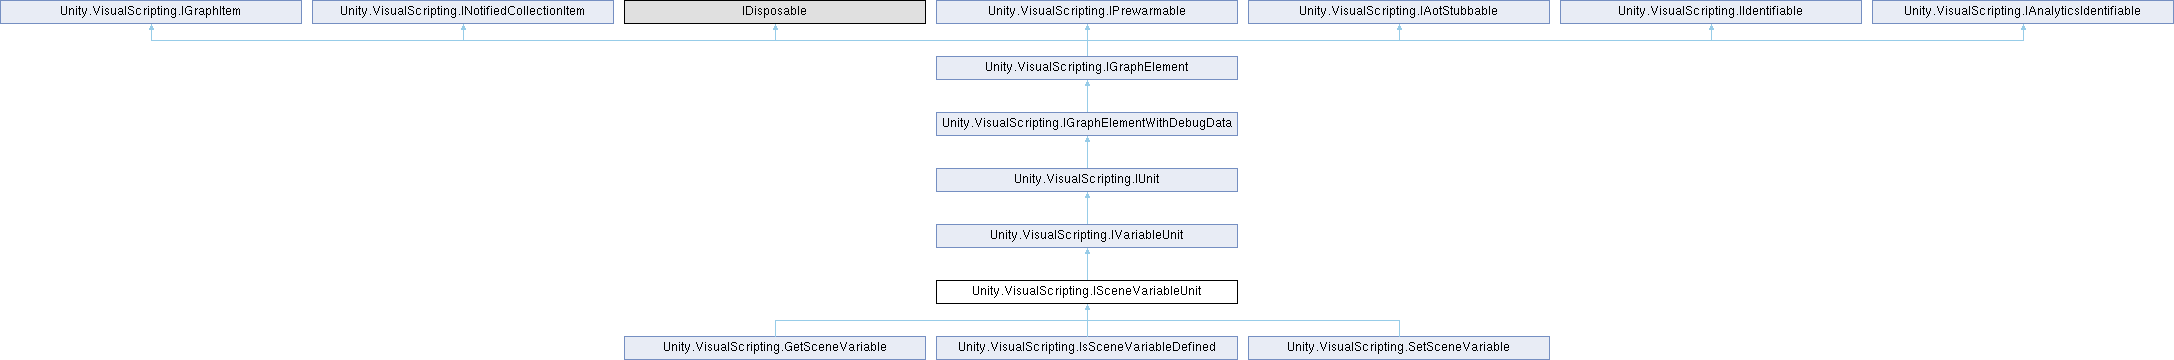 Unity.VisualScripting.IGraphItem
Unity.VisualScripting.INotifiedCollectionItem
IDisposable
Unity.VisualScripting.IPrewarmable
Unity.VisualScripting.IAotStubbable
Unity.VisualScripting.IIdentifiable
Unity.VisualScripting.IAnalyticsIdentifiable
Unity.VisualScripting.IGraphElement
Unity.VisualScripting.IGraphElementWithDebugData
Unity.VisualScripting.IUnit
Unity.VisualScripting.IVariableUnit
Unity.VisualScripting.ISceneVariableUnit
Unity.VisualScripting.GetSceneVariable
Unity.VisualScripting.IsSceneVariableDefined
Unity.VisualScripting.SetSceneVariable